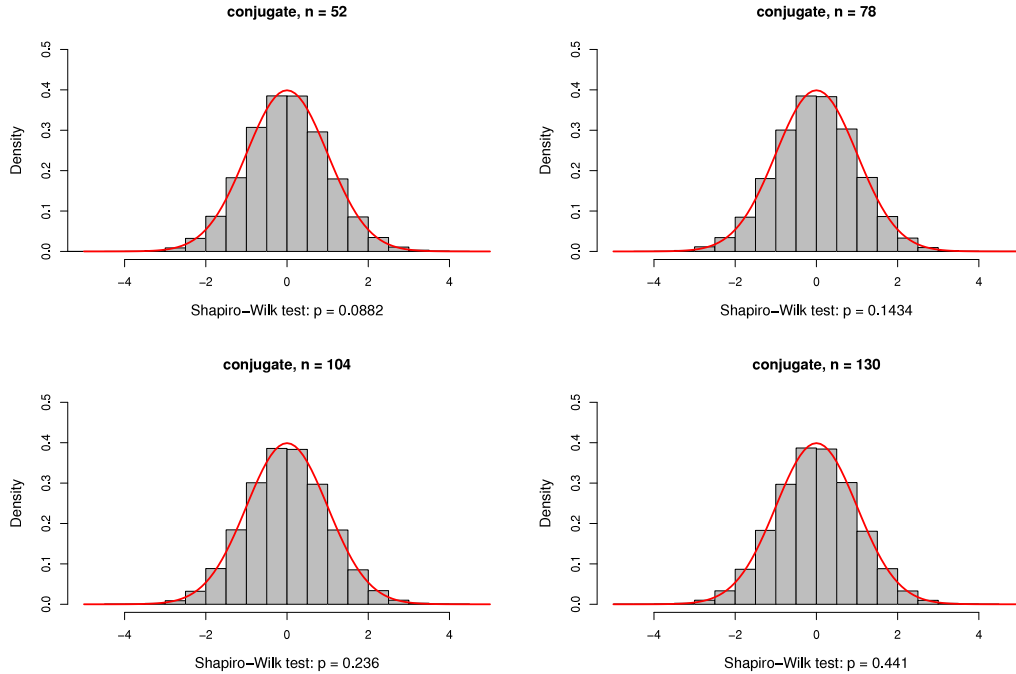 conjugate, n = 52
Density
0.0 0.1 0.2 0.3 0.4 0.5
−4 −2 0 2 4
Shapiro−Wilk test: p = 0.0882
conjugate, n = 78
Density
0.0 0.1 0.2 0.3 0.4 0.5
−4 −2 0 2 4
Shapiro−Wilk test: p = 0.1434
conjugate, n = 104
Density
0.0 0.1 0.2 0.3 0.4 0.5
−4 −2 0 2 4
Shapiro−Wilk test: p = 0.236
conjugate, n = 130
Density
0.0 0.1 0.2 0.3 0.4 0.5
−4 −2 0 2 4
Shapiro−Wilk test: p = 0.441